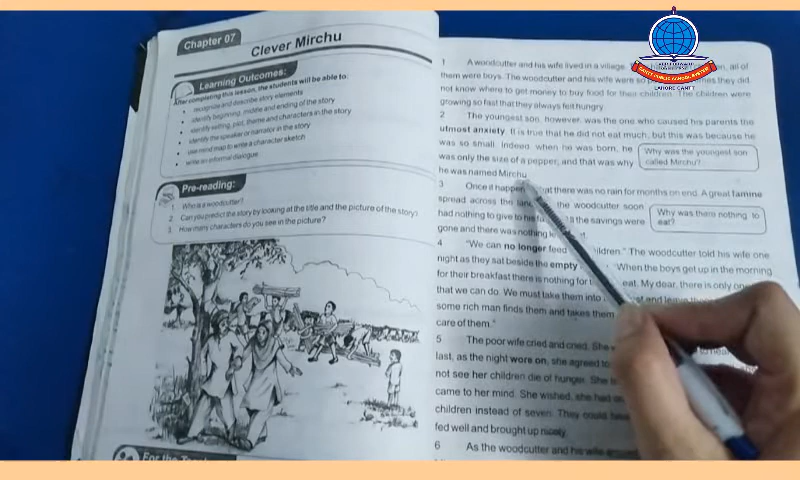 Chapter 07
Clever Mirchu
Learning Outcomes:
After completing this lesson, the students will be able to:
• recognize and describe story elements
• identify beginning, middle and ending of the story
• identify setting, plot, theme and characters in the story
• identify the speaker or narrator in the story
• use mind map to write a character sketch
• write an informal dialogue
Pre-reading:
1. Who is a woodcutter?
2. Can you predict the story by looking at the title and the picture of the story?
3. How many characters do you see in the picture?
1 A woodcutter and his wife lived in a village. all of
them were boys. The woodcutter and his wife were so they did
not know where to get money to buy food for their children. The children were
growing so fast that they always felt hungry.
2 The youngest son, however, was the one who caused his parents the
utmost anxiety. It is true that he did not eat much, but this was because he
was so small. Indeed, when he was born, he
was only the size of a pepper, and that was why
he was named Mirchu
Why was the youngest son
called Mirchu?
3 Once it happen that there was no rain for months on end. A great famine
spread across the lan the woodcutter soon
had nothing to give to his the savings were
gone and there was nothing
Why was there nothing to
eat?
4 "We can no longer feed children." The woodcutter told his wife one
night as they sat beside the empty "When the boys get up in the morning
for their breakfast there is nothing for eat. My dear, there is only
that we can do. We must take them into and leave
some rich man finds them and takes them
care of them."
5 The poor wife cried and cried. She
last, as the night wore on, she agreed
not see her children die of hunger. She
came to her mind. She wished, she had
children instead of seven. They could have
fed well and brought up nicely.
6 As the woodcutter and his wife
For the
LAHORE CANTT